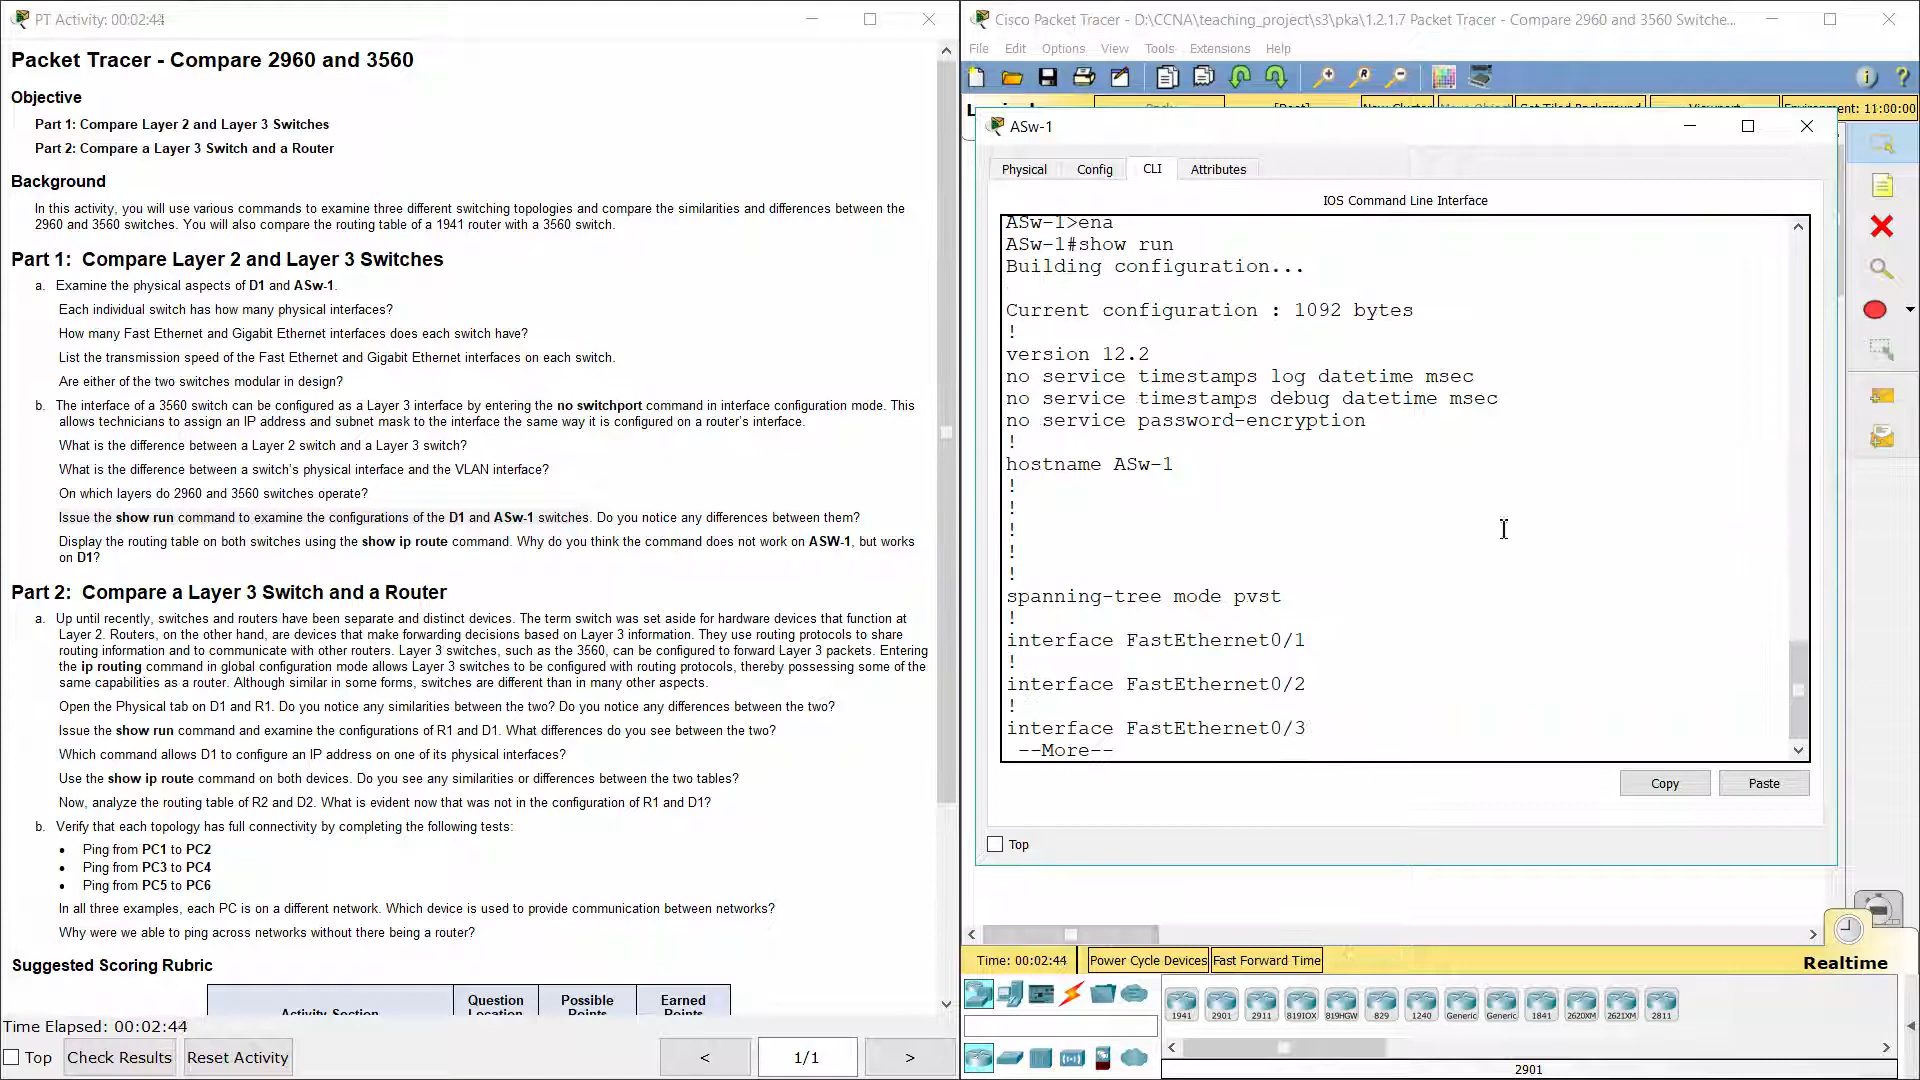 PT Activity: 00:02:44
Packet Tracer - Compare 2960 and 3560
Objective
Part 1: Compare Layer 2 and Layer 3 Switches
Part 2: Compare a Layer 3 Switch and a Router
Background
In this activity, you will use various commands to examine three different switching topologies and compare the similarities and differences between the
2960 and 3560 switches. You will also compare the routing table of a 1941 router with a 3560 switch.
Part 1: Compare Layer 2 and Layer 3 Switches
a. Examine the physical aspects of D1 and ASw-1.
Each individual switch has how many physical interfaces?
How many Fast Ethernet and Gigabit Ethernet interfaces does each switch have?
List the transmission speed of the Fast Ethernet and Gigabit Ethernet interfaces on each switch.
Are either of the two switches modular in design?
b. The interface of a 3560 switch can be configured as a Layer 3 interface by entering the no switchport command in interface configuration mode. This
allows technicians to assign an IP address and subnet mask to the interface the same way it is configured on a router's interface.
What is the difference between a Layer 2 switch and a Layer 3 switch?
What is the difference between a switch's physical interface and the VLAN interface?
On which layers do 2960 and 3560 switches operate?
Issue the show run command to examine the configurations of the D1 and ASw-1 switches. Do you notice any differences between them?
Display the routing table on both switches using the show ip route command. Why do you think the command does not work on ASW-1, but works
on D1?
Part 2: Compare a Layer 3 Switch and a Router
a. Up until recently, switches and routers have been separate and distinct devices. The term switch was set aside for hardware devices that function at
Layer 2. Routers, on the other hand, are devices that make forwarding decisions based on Layer 3 information. They use routing protocols to share
routing information and to communicate with other routers. Layer 3 switches, such as the 3560, can be configured to forward Layer 3 packets. Entering
the ip routing command in global configuration mode allows Layer 3 switches to be configured with routing protocols, thereby possessing some of the
same capabilities as a router. Although similar in some forms, switches are different than in many other aspects.
Open the Physical tab on D1 and R1. Do you notice any similarities between the two? Do you notice any differences between the two?
Issue the show run command and examine the configurations of R1 and D1. What differences do you see between the two?
Which command allows D1 to configure an IP address on one of its physical interfaces?
Use the show ip route command on both devices. Do you see any similarities or differences between the two tables?
Now, analyze the routing table of R2 and D2. What is evident now that was not in the configuration of R1 and D1?
b. Verify that each topology has full connectivity by completing the following tests:
• Ping from PC1 to PC2
• Ping from PC3 to PC4
• Ping from PC5 to PC6
In all three examples, each PC is on a different network. Which device is used to provide communication between networks?
Why were we able to ping across networks without there being a router?
Suggested Scoring Rubric
Activity Section Question Location Possible Points Earned Points
Time Elapsed: 00:02:44
Top Check Results Reset Activity < 1/1 >
Cisco Packet Tracer - D:\CCNA\teaching_project\s3\pka\1.2.1.7 Packet Tracer - Compare 2960 and 3560 Switche...
File Edit Options View Tools Extensions Help
Environment: 11:00:00
ASw-1
Physical Config CLI Attributes
IOS Command Line Interface
ASw-1>ena
ASw-1#show run
Building configuration...
Current configuration : 1092 bytes
!
version 12.2
no service timestamps log datetime msec
no service timestamps debug datetime msec
no service password-encryption
!
hostname ASw-1
!
!
!
!
!
spanning-tree mode pvst
!
interface FastEthernet0/1
!
interface FastEthernet0/2
!
interface FastEthernet0/3
--More--
Copy Paste
Top
Time: 00:02:44 Power Cycle Devices Fast Forward Time
Realtime
1941 2901 2911 819IOX 819HGW 829 1240 Generic Generic 1841 2620XM 2621XM 2811
2901